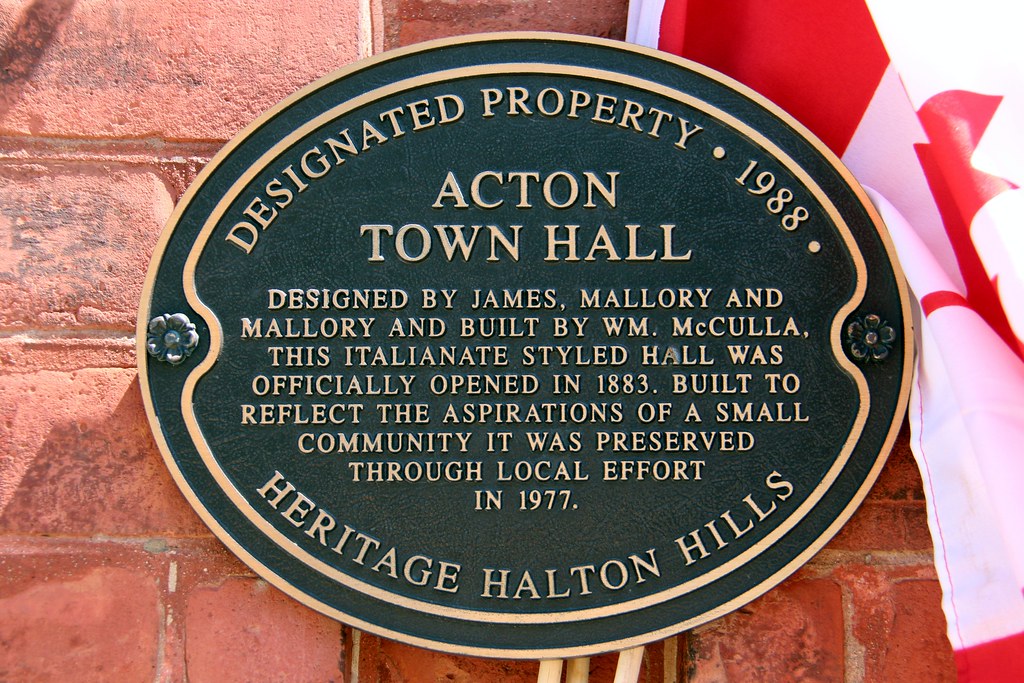 DESIGNATED PROPERTY • 1988 •
ACTON
TOWN HALL
DESIGNED BY JAMES, MALLORY AND
MALLORY AND BUILT BY WM. McCULLA,
THIS ITALIANATE STYLED HALL WAS
OFFICIALLY OPENED IN 1883. BUILT TO
REFLECT THE ASPIRATIONS OF A SMALL
COMMUNITY IT WAS PRESERVED
THROUGH LOCAL EFFORT
IN 1977.
HERITAGE HALTON HILLS